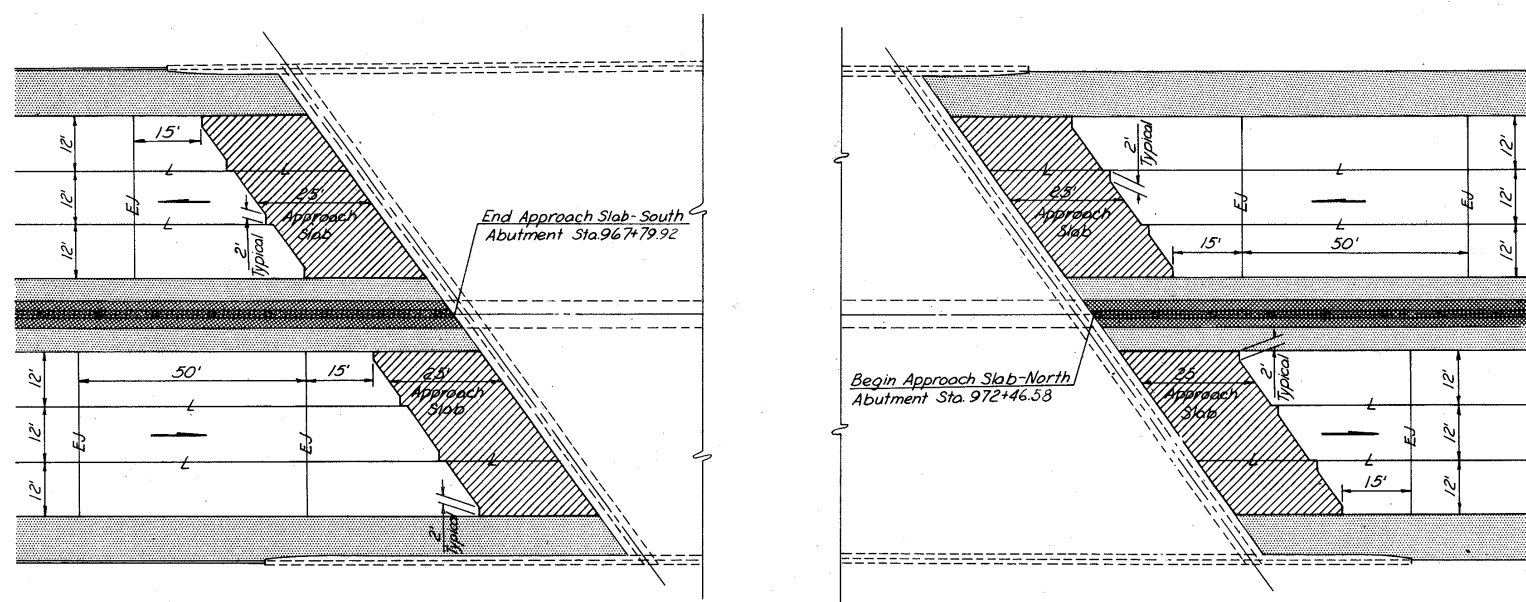 15'
12'
12'
12'
L
L
EJ
25'
Approach
Slab
2'
Typical
End Approach Slab-South
Abutment Sta.967+79.92
50'
15'
12'
12'
12'
L
L
L
EJ
EJ
25'
Approach
Slab
2'
Typical
2'
Typical
L
L
L
12'
12'
12'
25'
Approach
Slab
EJ
EJ
15'
50'
Begin Approach Slab-North
Abutment Sta. 972+46.58
2'
Typical
25
Approach
Slab
L
L
L
EJ
12'
12'
12'
15'